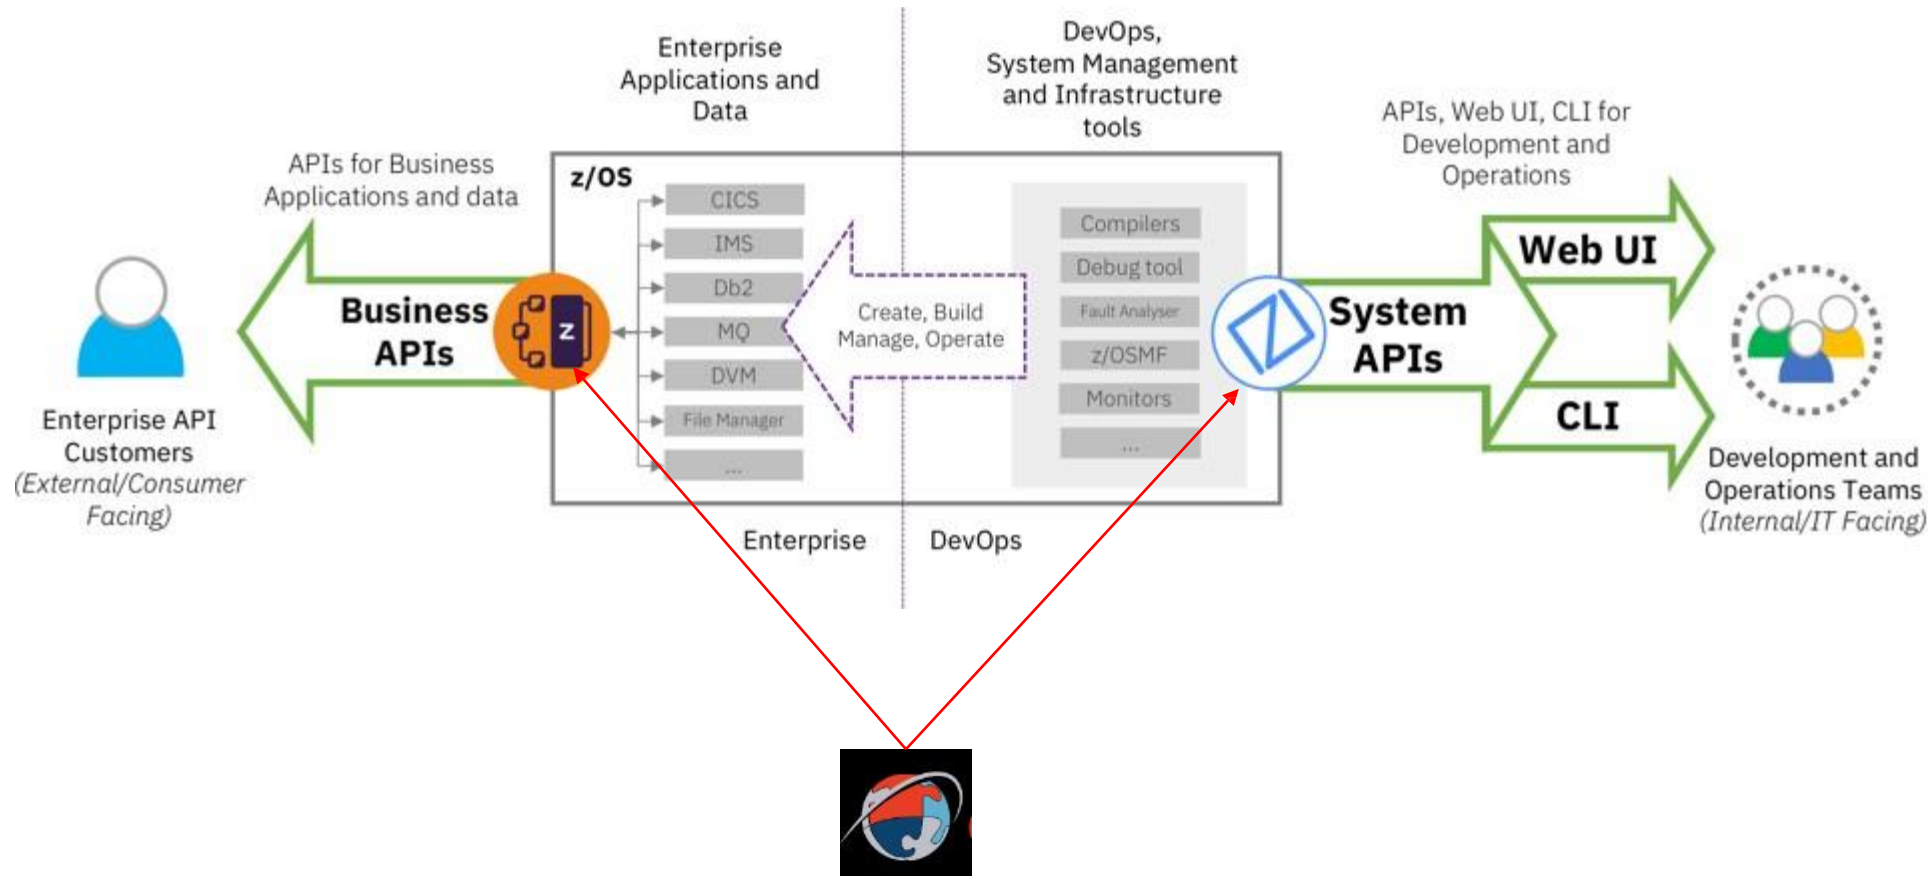 Enterprise
Applications and
Data
DevOps,
System Management
and Infrastructure
tools
APIs for Business
Applications and data
APIs, Web UI, CLI for
Development and
Operations
z/OS
CICS
IMS
Db2
MQ
DVM
File Manager
...
Create, Build
Manage, Operate
Compilers
Debug tool
Fault Analyser
z/OSMF
Monitors
...
Business
APIs
Z
System
APIs
Web UI
CLI
Enterprise API
Customers
(External/Consumer
Facing)
Development and
Operations Teams
(Internal/IT Facing)
Enterprise
DevOps